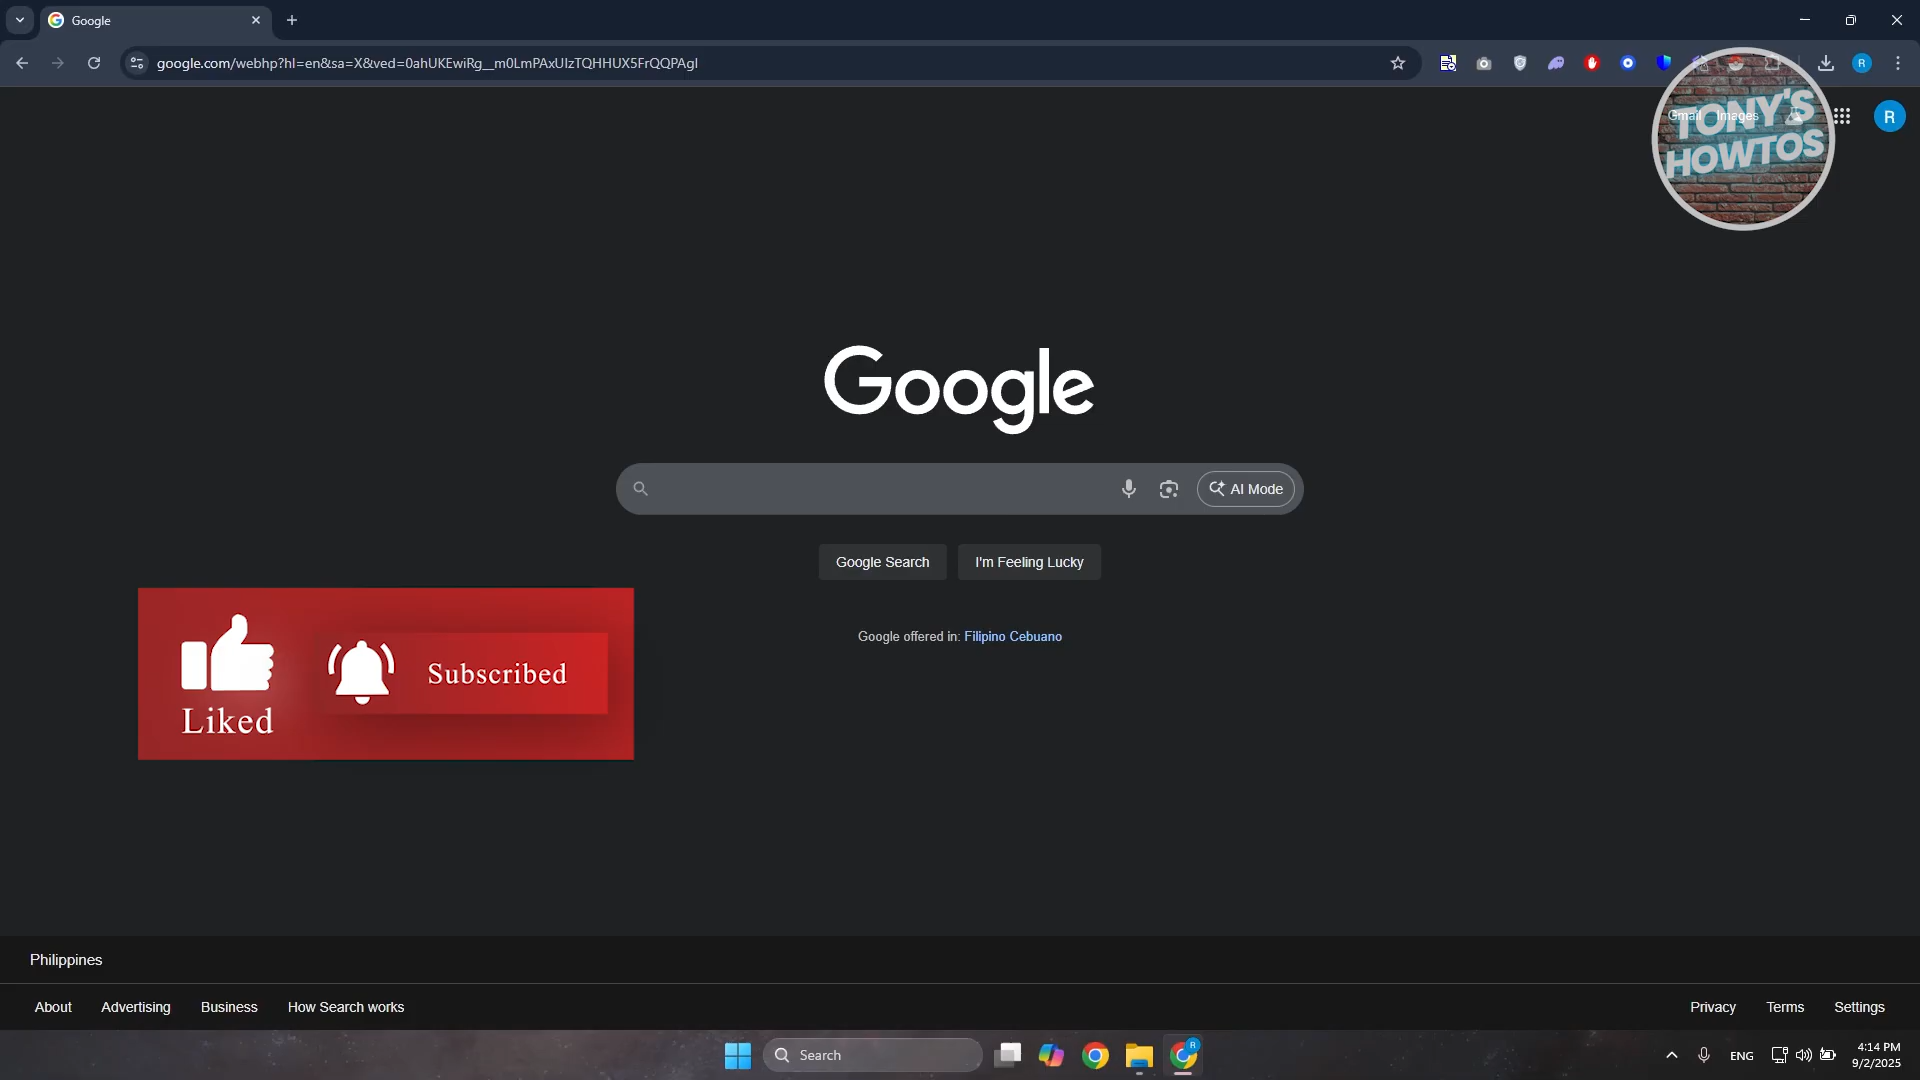 Google
google.com/webhp?hl=en&sa=X&ved=0ahUKEwiRg__m0LmPAxUIzTQHHUX5FrQQPAgI
R
Gmail Images
R
TONY'S
HOWTOS
Google
AI Mode
Google Search
I'm Feeling Lucky
Google offered in: Filipino Cebuano
Liked
Subscribed
Philippines
About
Advertising
Business
How Search works
Privacy
Terms
Settings
Search
R
ENG
4:14 PM
9/2/2025